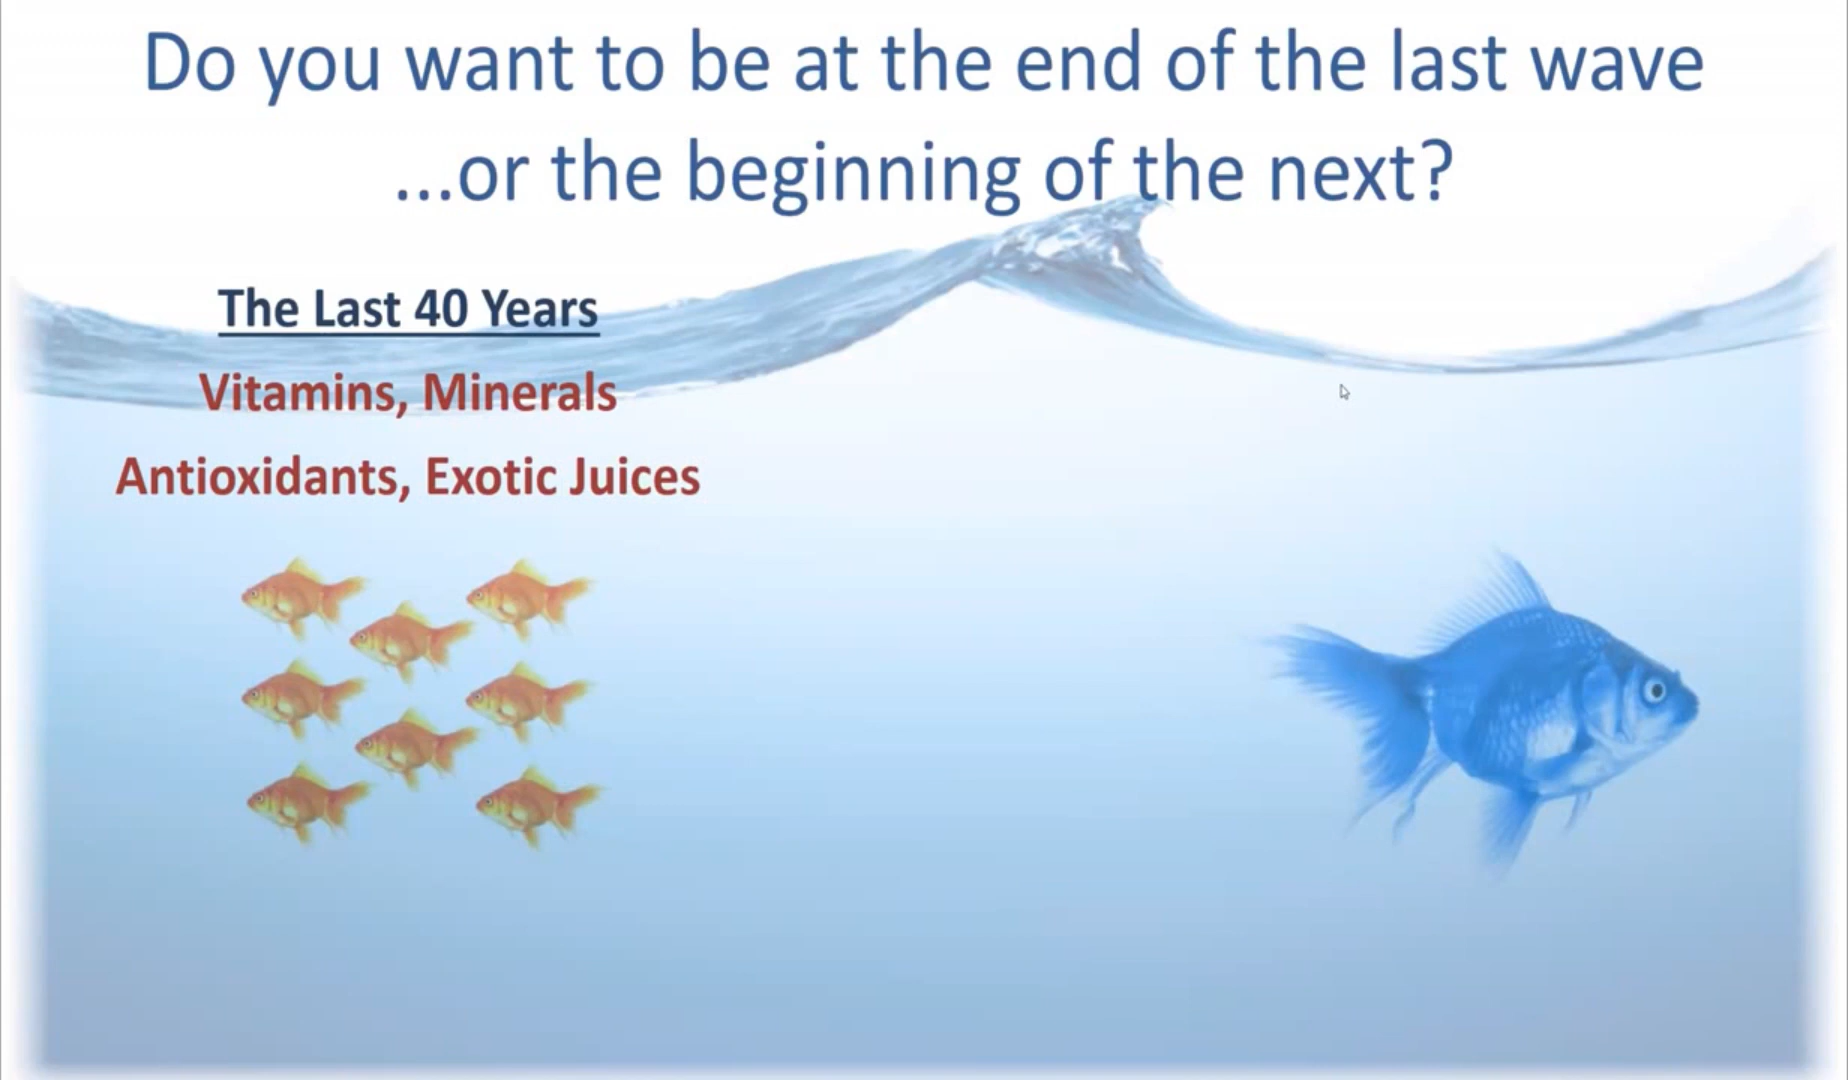 Do you want to be at the end of the last wave
...or the beginning of the next?
The Last 40 Years
Vitamins, Minerals
Antioxidants, Exotic Juices